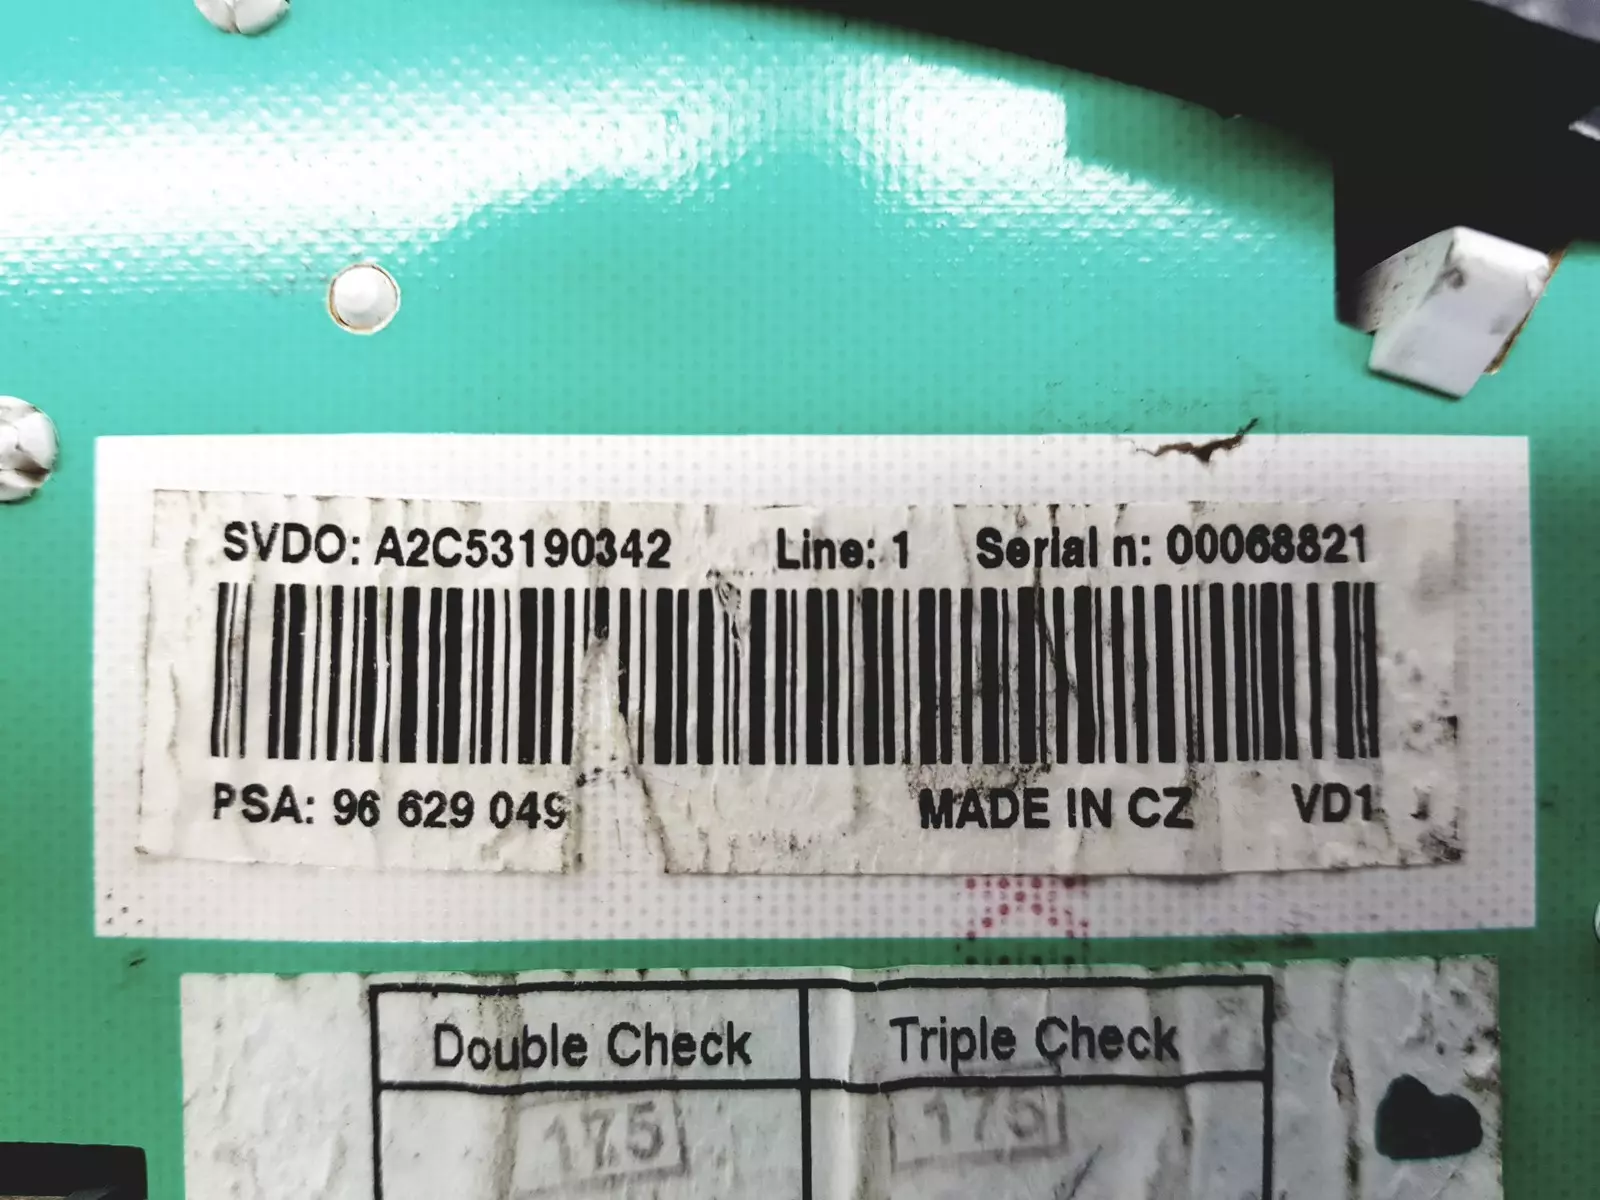 SVDO: A2C53190342 Line: 1 Serial n: 00068821
PSA: 96 629 049 MADE IN CZ VD1
Double Check Triple Check
175 175